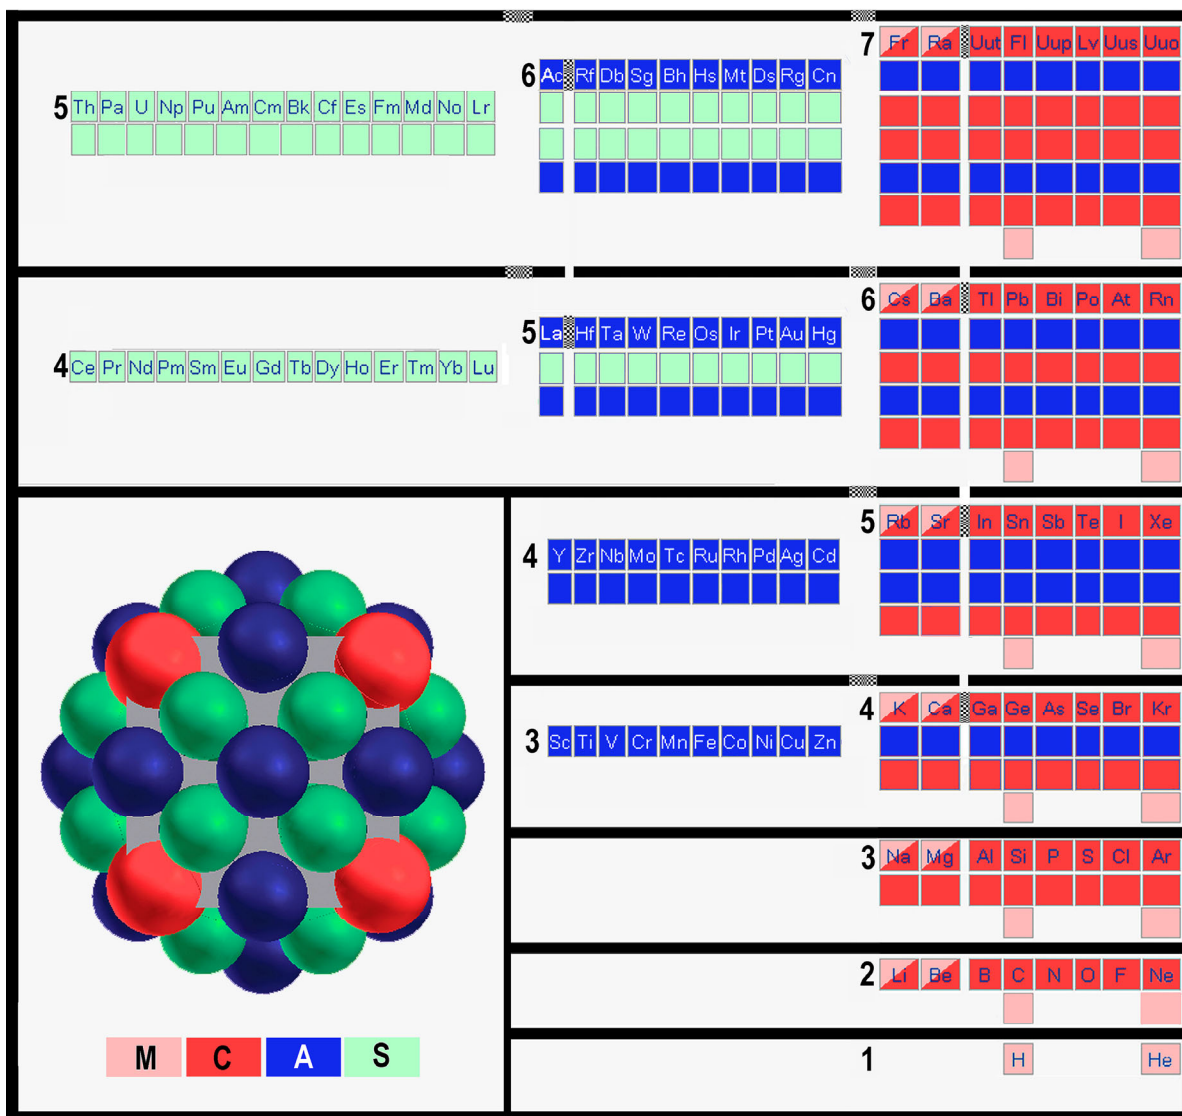 7 Fr Ra Uut Fl Uup Lv Uus Uuo
6 Ac Rf Db Sg Bh Hs Mt Ds Rg Cn
5 Th Pa U Np Pu Am Cm Bk Cf Es Fm Md No Lr
6 Cs Ba Tl Pb Bi Po At Rn
5 La Hf Ta W Re Os Ir Pt Au Hg
4 Ce Pr Nd Pm Sm Eu Gd Tb Dy Ho Er Tm Yb Lu
5 Rb Sr In Sn Sb Te I Xe
4 Y Zr Nb Mo Tc Ru Rh Pd Ag Cd
4 K Ca Ga Ge As Se Br Kr
3 Sc Ti V Cr Mn Fe Co Ni Cu Zn
3 Na Mg Al Si P S Cl Ar
2 Li Be B C N O F Ne
M C A S
1 H He